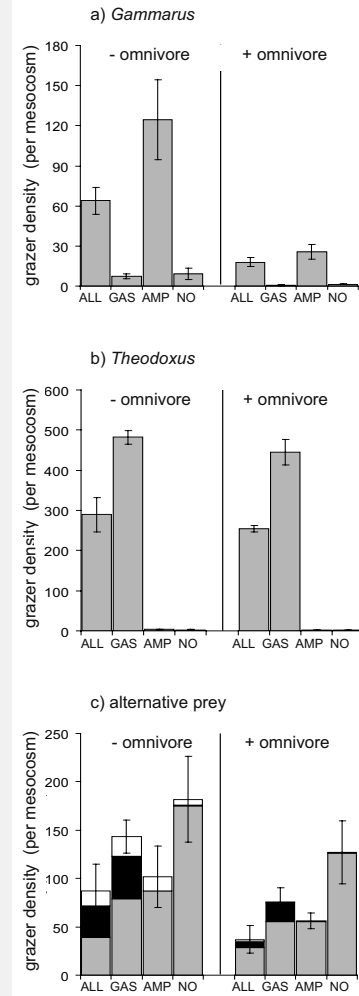 a) Gammarus
- omnivore + omnivore
grazer density (per mesocosm)
180
150
120
90
60
30
0
ALL GAS AMP NO ALL GAS AMP NO
b) Theodoxus
- omnivore + omnivore
grazer density (per mesocosm)
600
500
400
300
200
100
0
ALL GAS AMP NO ALL GAS AMP NO
c) alternative prey
- omnivore + omnivore
grazer density (per mesocosm)
250
200
150
100
50
0
ALL GAS AMP NO ALL GAS AMP NO